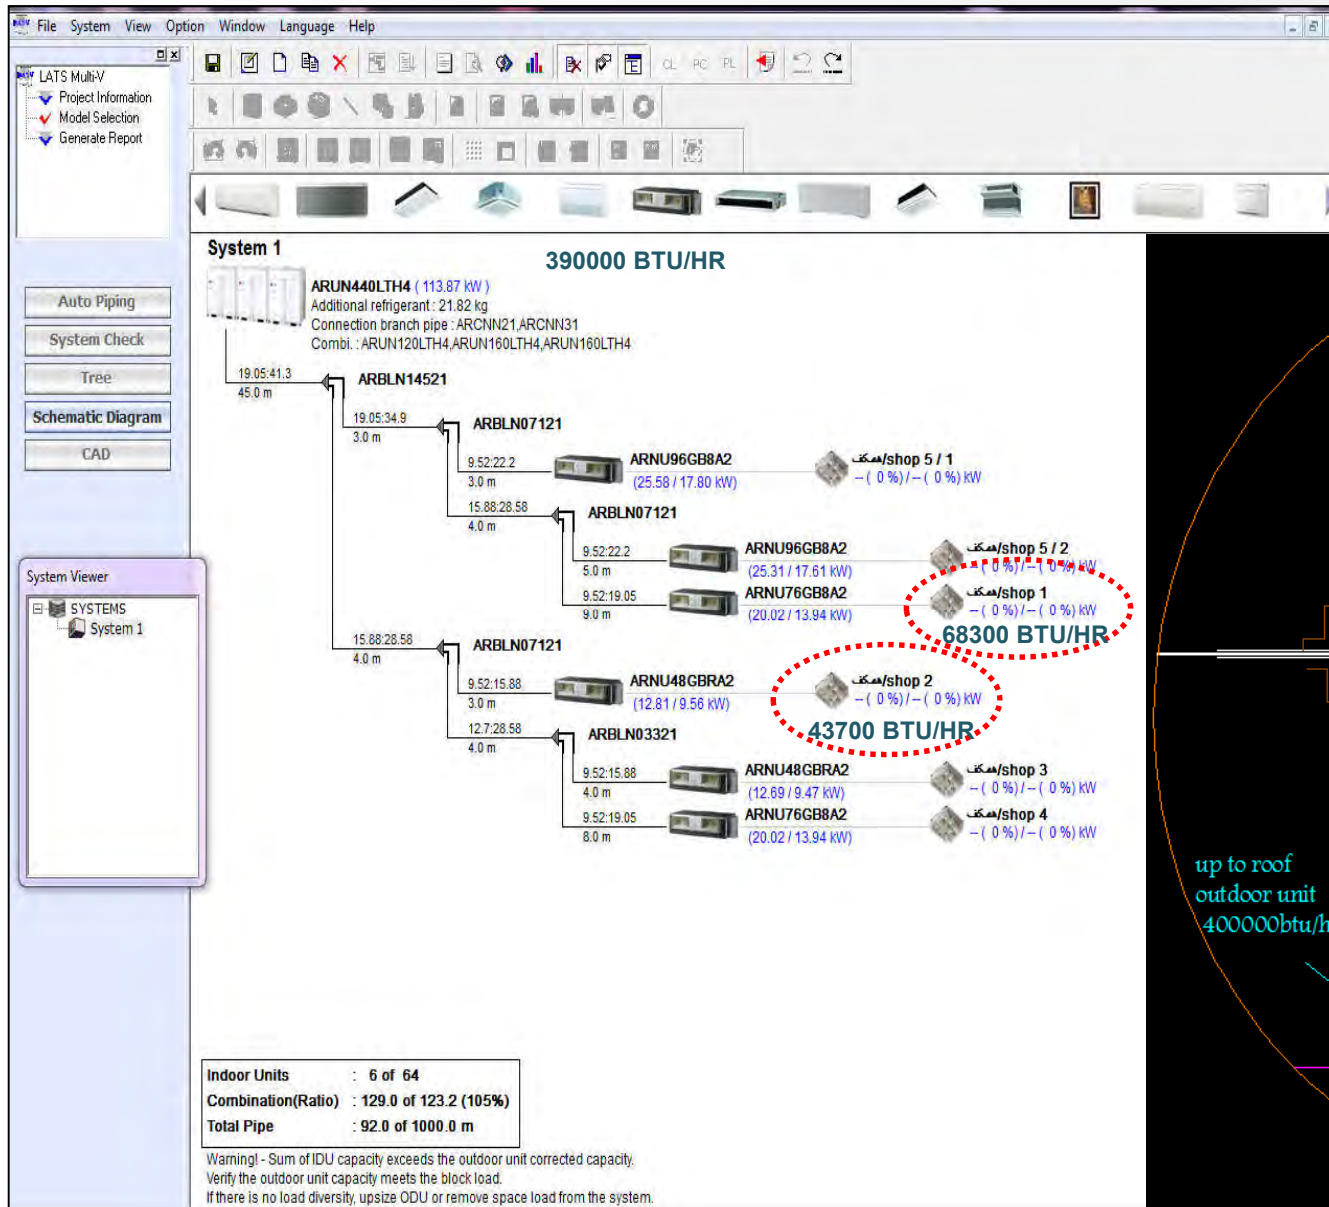 File System View Option Window Language Help
LATS Multi-V
Project Information
Model Selection
Generate Report
CL PC PL
Auto Piping
System Check
Tree
Schematic Diagram
CAD
System Viewer
SYSTEMS
System 1
System 1
390000 BTU/HR
ARUN440LTH4 ( 113.87 kW )
Additional refrigerant : 21.82 kg
Connection branch pipe : ARCNN21,ARCNN31
Combi. : ARUN120LTH4,ARUN160LTH4,ARUN160LTH4
19.05:41.3
45.0 m
ARBLN14521
19.05:34.9
3.0 m
ARBLN07121
9.52:22.2
3.0 m
ARNU96GB8A2
(25.58 / 17.80 kW)
همکف/shop 5 / 1
-- ( 0 %) / -- ( 0 %) kW
15.88:28.58
4.0 m
ARBLN07121
9.52:22.2
5.0 m
ARNU96GB8A2
(25.31 / 17.61 kW)
همکف/shop 5 / 2
-- ( 0 %) / -- ( 0 %) kW
9.52:19.05
9.0 m
ARNU76GB8A2
(20.02 / 13.94 kW)
همکف/shop 1
-- ( 0 %) / -- ( 0 %) kW
68300 BTU/HR
15.88:28.58
4.0 m
ARBLN07121
9.52:15.88
3.0 m
ARNU48GBRA2
(12.81 / 9.56 kW)
همکف/shop 2
-- ( 0 %) / -- ( 0 %) kW
43700 BTU/HR
12.7:28.58
4.0 m
ARBLN03321
9.52:15.88
4.0 m
ARNU48GBRA2
(12.69 / 9.47 kW)
همکف/shop 3
-- ( 0 %) / -- ( 0 %) kW
9.52:19.05
8.0 m
ARNU76GB8A2
(20.02 / 13.94 kW)
همکف/shop 4
-- ( 0 %) / -- ( 0 %) kW
up to roof
outdoor unit
400000btu/h
Indoor Units : 6 of 64
Combination(Ratio) : 129.0 of 123.2 (105%)
Total Pipe : 92.0 of 1000.0 m
Warning! - Sum of IDU capacity exceeds the outdoor unit corrected capacity.
Verify the outdoor unit capacity meets the block load.
If there is no load diversity, upsize ODU or remove space load from the system.